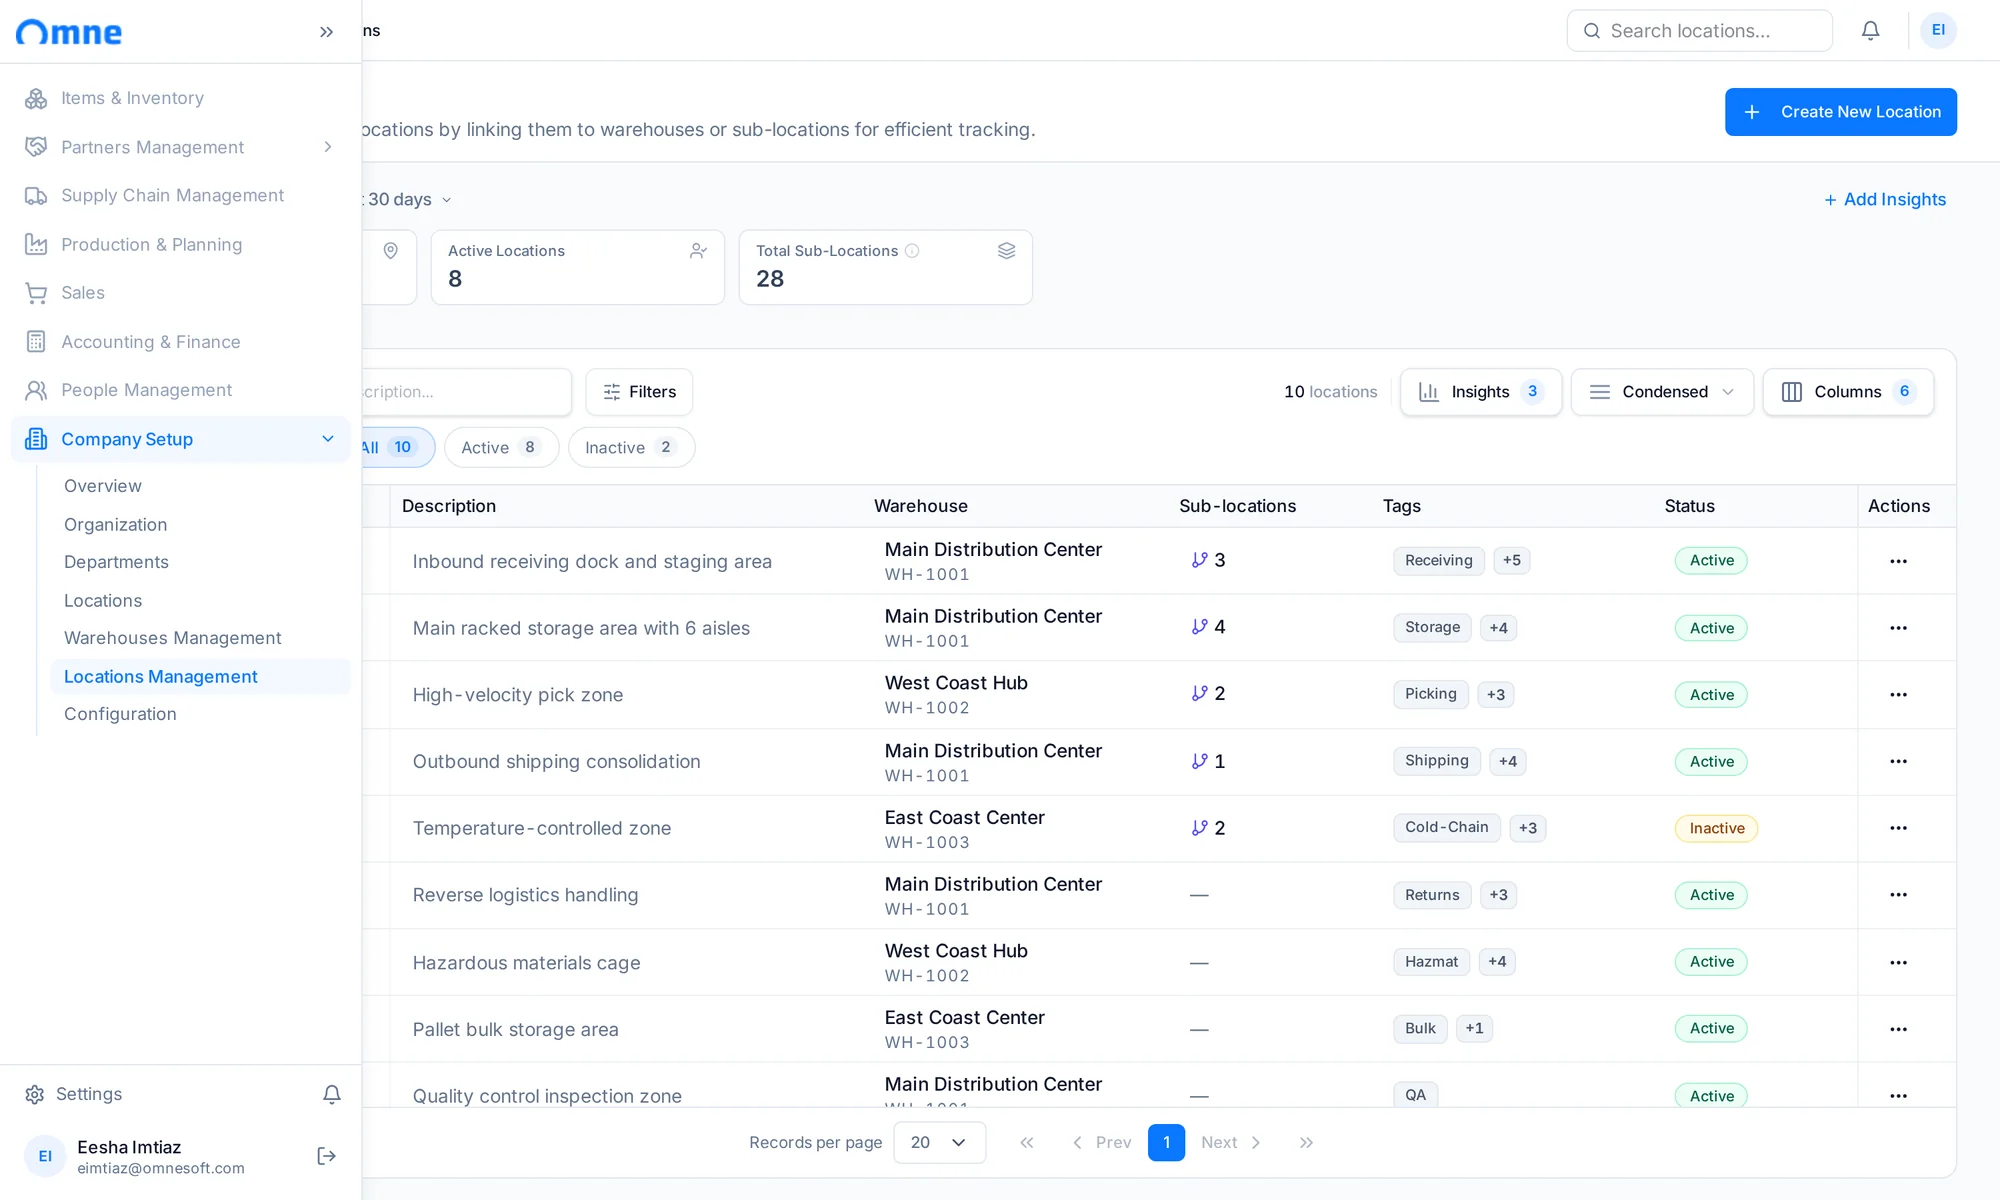 Omne
Items & Inventory
Partners Management
Supply Chain Management
Production & Planning
Sales
Accounting & Finance
People Management
Company Setup
Overview
Organization
Departments
Locations
Warehouses Management
Locations Management
Configuration
Settings
EI
Eesha Imtiaz
eimtiaz@omnesoft.com
ns
Search locations...
EI
ocations by linking them to warehouses or sub-locations for efficient tracking.
Create New Location
30 days
Add Insights
Active Locations
8
Total Sub-Locations
28
cription...
Filters
10 locations
Insights 3
Condensed
Columns 6
All 10
Active 8
Inactive 2
Description Warehouse Sub-locations Tags Status Actions
Inbound receiving dock and staging area
Main Distribution Center
WH-1001
3
Receiving +5
Active
Main racked storage area with 6 aisles
Main Distribution Center
WH-1001
4
Storage +4
Active
High-velocity pick zone
West Coast Hub
WH-1002
2
Picking +3
Active
Outbound shipping consolidation
Main Distribution Center
WH-1001
1
Shipping +4
Active
Temperature-controlled zone
East Coast Center
WH-1003
2
Cold-Chain +3
Inactive
Reverse logistics handling
Main Distribution Center
WH-1001
—
Returns +3
Active
Hazardous materials cage
West Coast Hub
WH-1002
—
Hazmat +4
Active
Pallet bulk storage area
East Coast Center
WH-1003
—
Bulk +1
Active
Quality control inspection zone
Main Distribution Center
WH-1001
—
QA
Active
Records per page 20
Prev 1 Next